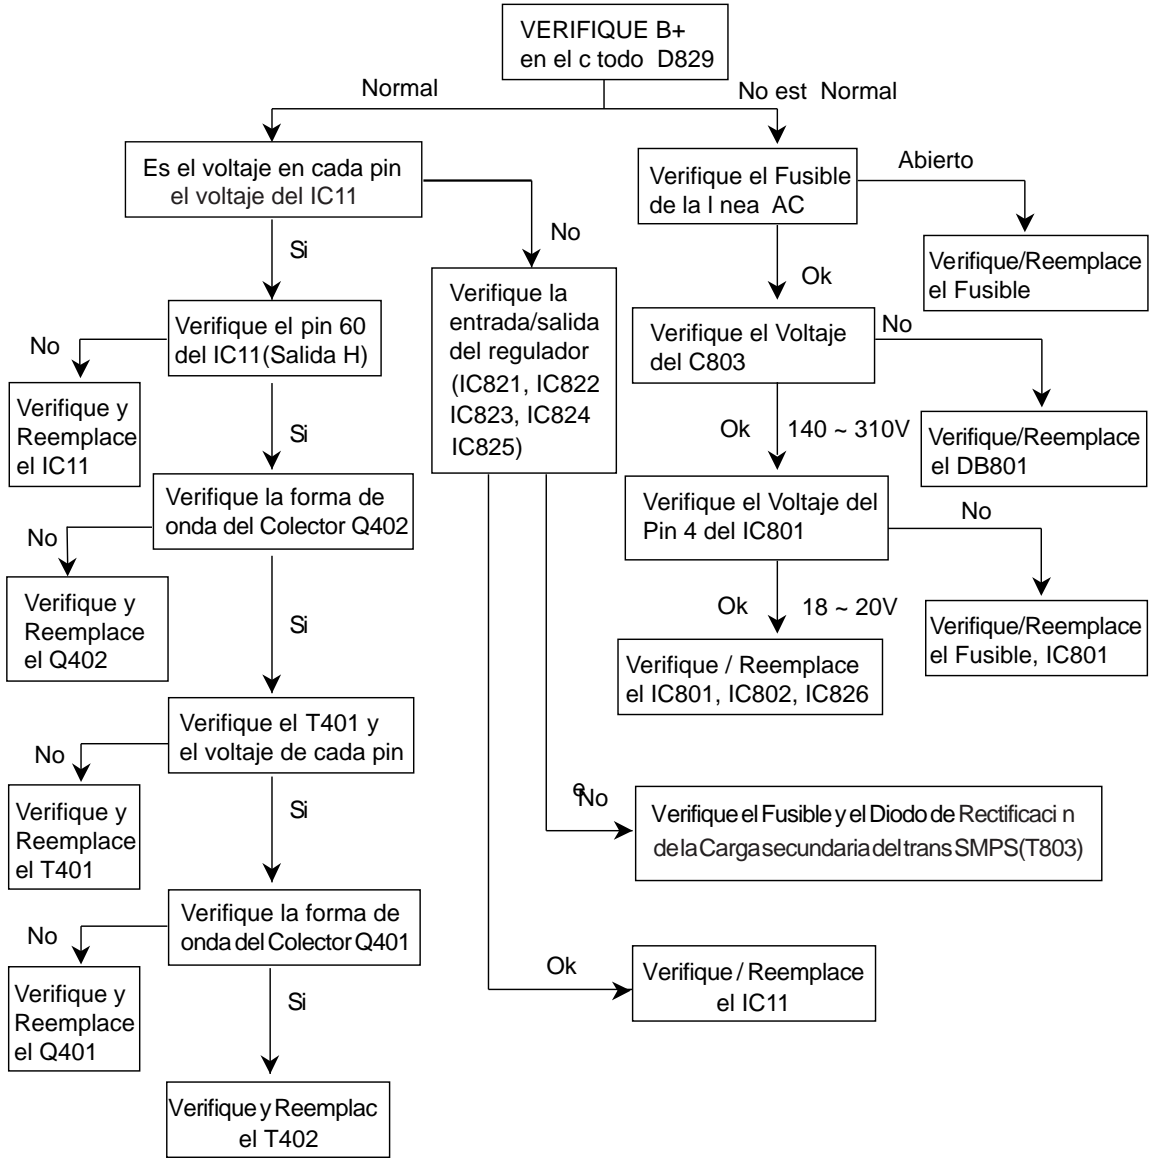 VERIFIQUE B+
en el c todo D829
Normal
No est Normal
Es el voltaje en cada pin
el voltaje del IC11
No
Si
Verifique el Fusible
de la l nea AC
Abierto
Verifique/Reemplace
el Fusible
Ok
Verifique el pin 60
del IC11(Salida H)
No
Verifique y
Reemplace
el IC11
Si
Verifique la
entrada/salida
del regulador
(IC821, IC822
IC823, IC824
IC825)
Verifique el Voltaje
del C803
No
Verifique/Reemplace
el DB801
Ok
140 ~ 310V
Verifique la forma de
onda del Colector Q402
No
Verifique y
Reemplace
el Q402
Si
Verifique el Voltaje del
Pin 4 del IC801
No
Verifique/Reemplace
el Fusible, IC801
Ok
18 ~ 20V
Verifique / Reemplace
el IC801, IC802, IC826
Verifique el T401 y
el voltaje de cada pin
No
Verifique y
Reemplace
el T401
Si
e
No
Verifique el Fusible y el Diodo de Rectificaci n
de la Carga secundaria del trans SMPS(T803)
Verifique la forma de
onda del Colector Q401
No
Verifique y
Reemplace
el Q401
Si
Ok
Verifique / Reemplace
el IC11
Verifique y Reemplac
el T402